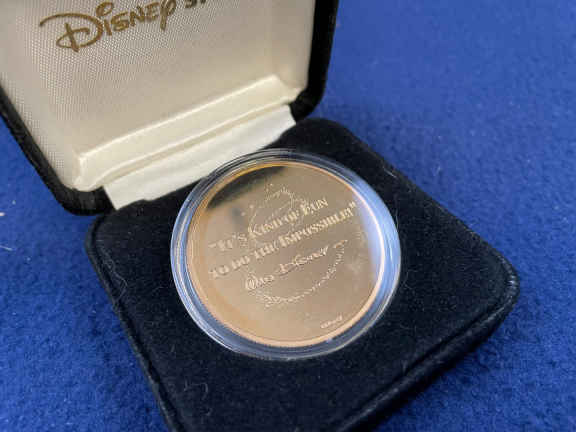 Disney
"It's Kind of Fun
to do the Impossible!"
Walt Disney